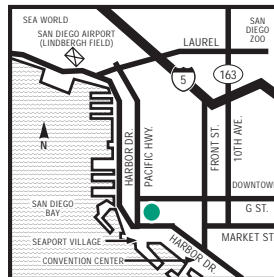 SEA WORLD
SAN DIEGO AIRPORT
(LINDBERGH FIELD)
LAUREL
SAN
DIEGO
ZOO
5
163
N
HARBOR DR.
PACIFIC HWY.
FRONT ST.
10TH AVE.
DOWNTOWN
SAN DIEGO
BAY
G ST.
MARKET ST
SEAPORT VILLAGE
HARBOR DR.
CONVENTION CENTER